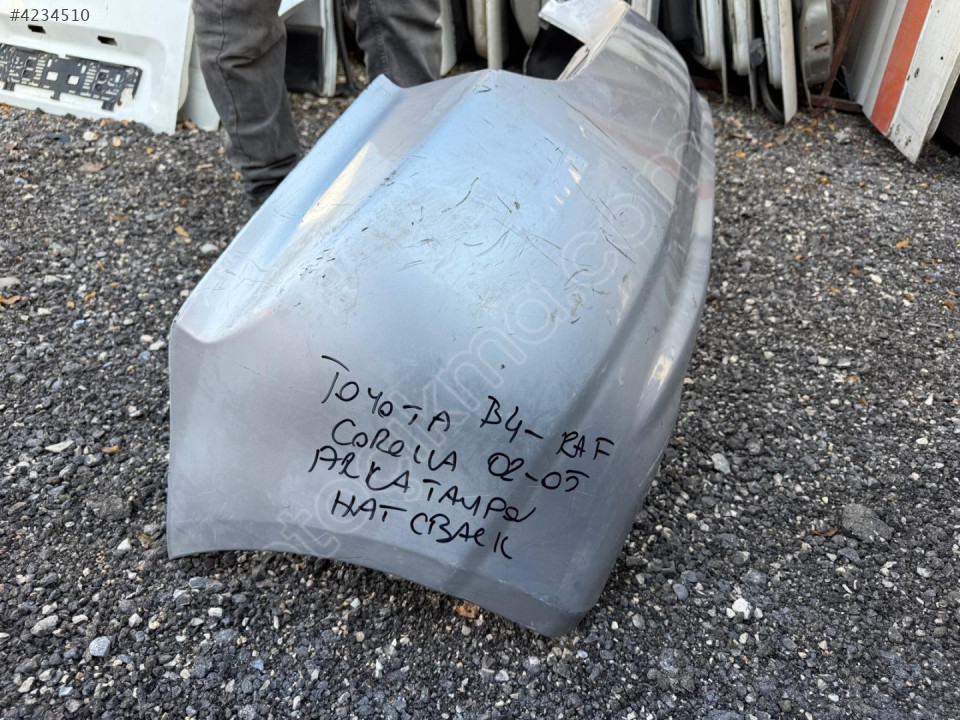 #4234510
TOYOTA B4- RAF
COROLLA 02-05
ARKA TAMPON
HATCBACK